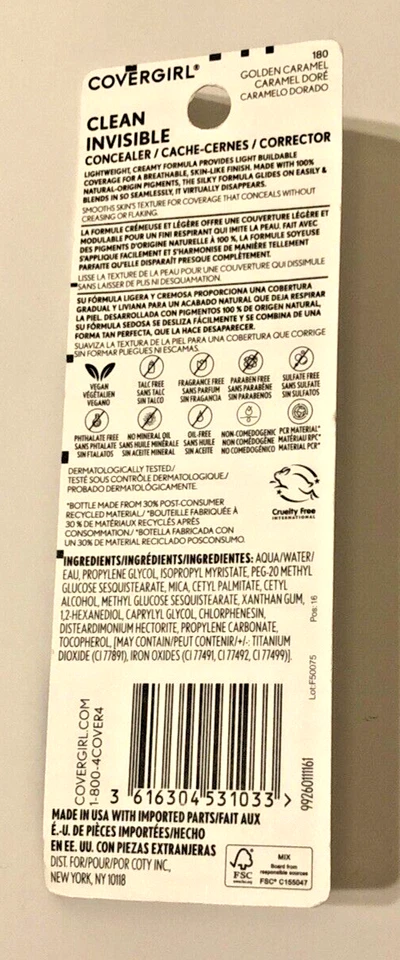 COVERGIRL®
180
GOLDEN CARAMEL
CARAMEL DORÉ
CARAMELO DORADO
CLEAN
INVISIBLE
CONCEALER / CACHE-CERNES / CORRECTOR
LIGHTWEIGHT, CREAMY FORMULA PROVIDES LIGHT BUILDABLE
COVERAGE FOR A BREATHABLE, SKIN-LIKE FINISH. MADE WITH 100%
NATURAL-ORIGIN PIGMENTS, THE SILKY FORMULA GLIDES ON EASILY &
BLENDS IN SO SEAMLESSLY, IT VIRTUALLY DISAPPEARS.
SMOOTHS SKIN'S TEXTURE FOR COVERAGE THAT CONCEALS WITHOUT
CREASING OR FLAKING.
LA FORMULE CRÉMEUSE ET LÉGÈRE OFFRE UNE COUVERTURE LÉGÈRE ET
MODULABLE POUR UN FINI RESPIRANT QUI IMITE LA PEAU. FAIT AVEC
DES PIGMENTS D'ORIGINE NATURELLE À 100 %, LA FORMULE SOYEUSE
S'APPLIQUE FACILEMENT ET S'HARMONISE DE MANIÈRE TELLEMENT
PARFAITE QU'ELLE DISPARAÎT PRESQUE COMPLÈTEMENT.
LISSE LA TEXTURE DE LA PEAU POUR UNE COUVERTURE QUI DISSIMULE
SANS LAISSER DE PLIS NI DESQUAMATION.
SU FÓRMULA LIGERA Y CREMOSA PROPORCIONA UNA COBERTURA
GRADUAL Y LIVIANA PARA UN ACABADO NATURAL QUE DEJA RESPIRAR
LA PIEL. DESARROLLADA CON PIGMENTOS 100 % DE ORIGEN NATURAL,
SU FÓRMULA SEDOSA SE DESLIZA FÁCILMENTE Y SE COMBINA DE UNA
FORMA TAN PERFECTA, QUE LA HACE DESAPARECER.
SUAVIZA LA TEXTURA DE LA PIEL PARA UNA COBERTURA QUE CORRIGE
SIN FORMAR PLIEGUES NI ESCAMAS.
VEGAN
VÉGÉTALIEN
VEGANO
TALC FREE
SANS TALC
SIN TALCO
FRAGRANCE FREE
SANS PARFUM
SIN FRAGANCIA
PARABEN FREE
SANS PARABÈNE
SIN PARABENOS
SULFATE FREE
SANS SULFATE
SIN SULFATOS
PHTHALATE FREE
SANS PHTALATE
SIN FTALATOS
NO MINERAL OIL
SANS HUILE MINÉRALE
SIN ACEITE MINERAL
OIL-FREE
SANS HUILE
SIN ACEITE
NON-COMEDOGENIC
NON COMÉDOGÈNE
NO COMEDOGÉNICO
PCR MATERIAL*
MATÉRIAU RPC*
MATERIAL PCR*
DERMATOLOGICALLY TESTED/
TESTÉ SOUS CONTRÔLE DERMATOLOGIQUE/
PROBADO DERMATOLÓGICAMENTE.
*BOTTLE MADE FROM 30% POST-CONSUMER
RECYCLED MATERIAL/ *BOUTEILLE FABRIQUÉE À
30 % DE MATÉRIAUX RECYCLÉS APRÈS
CONSOMMATION/ *BOTELLA FABRICADA CON
UN 30% DE MATERIAL RECICLADO POSCONSUMO.
Cruelty Free
INTERNATIONAL
INGREDIENTS/INGRÉDIENTS/INGREDIENTES: AQUA/WATER/
EAU, PROPYLENE GLYCOL, ISOPROPYL MYRISTATE, PEG-20 METHYL
GLUCOSE SESQUISTEARATE, MICA, CETYL PALMITATE, CETYL
ALCOHOL, METHYL GLUCOSE SESQUISTEARATE, XANTHAN GUM,
1,2-HEXANEDIOL, CAPRYLYL GLYCOL, CHLORPHENESIN,
DISTEARDIMONIUM HECTORITE, PROPYLENE CARBONATE,
TOCOPHEROL, [MAY CONTAIN/PEUT CONTENIR/+/-: TITANIUM
DIOXIDE (CI 77891), IRON OXIDES (CI 77491, CI 77492, CI 77499)].
Pos: 16
Lot:F50075
COVERGIRL.COM
1-800-4COVER4
3 616304 531033 >
99260111161
MADE IN USA WITH IMPORTED PARTS/FAIT AUX
É.-U. DE PIÈCES IMPORTÉES/HECHO
EN EE. UU. CON PIEZAS EXTRANJERAS
DIST. FOR/POUR/POR COTY INC.,
NEW YORK, NY 10118
FSC
www.fsc.org
MIX
Board from
responsible sources
FSC® C155047